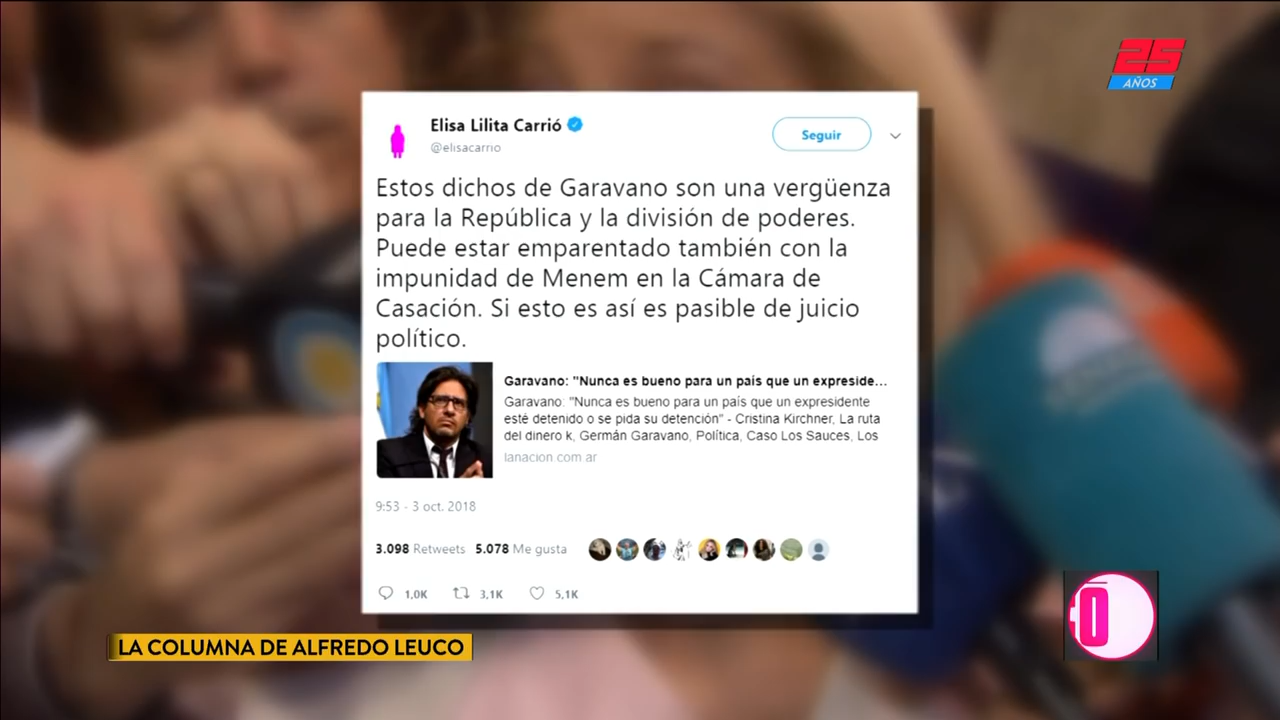 25
AÑOS
Elisa Lilita Carrió
@elisacarrio
Seguir
Estos dichos de Garavano son una vergüenza
para la República y la división de poderes.
Puede estar emparentado también con la
impunidad de Menem en la Cámara de
Casación. Si esto es así es pasible de juicio
político.
Garavano: "Nunca es bueno para un país que un expreside...
Garavano: "Nunca es bueno para un país que un expresidente
esté detenido o se pida su detención" - Cristina Kirchner, La ruta
del dinero k, Germán Garavano, Política, Caso Los Sauces, Los
lanacion.com.ar
9:53 - 3 oct. 2018
3.098 Retweets 5.078 Me gusta
1,0K 3,1K 5,1K
LA COLUMNA DE ALFREDO LEUCO